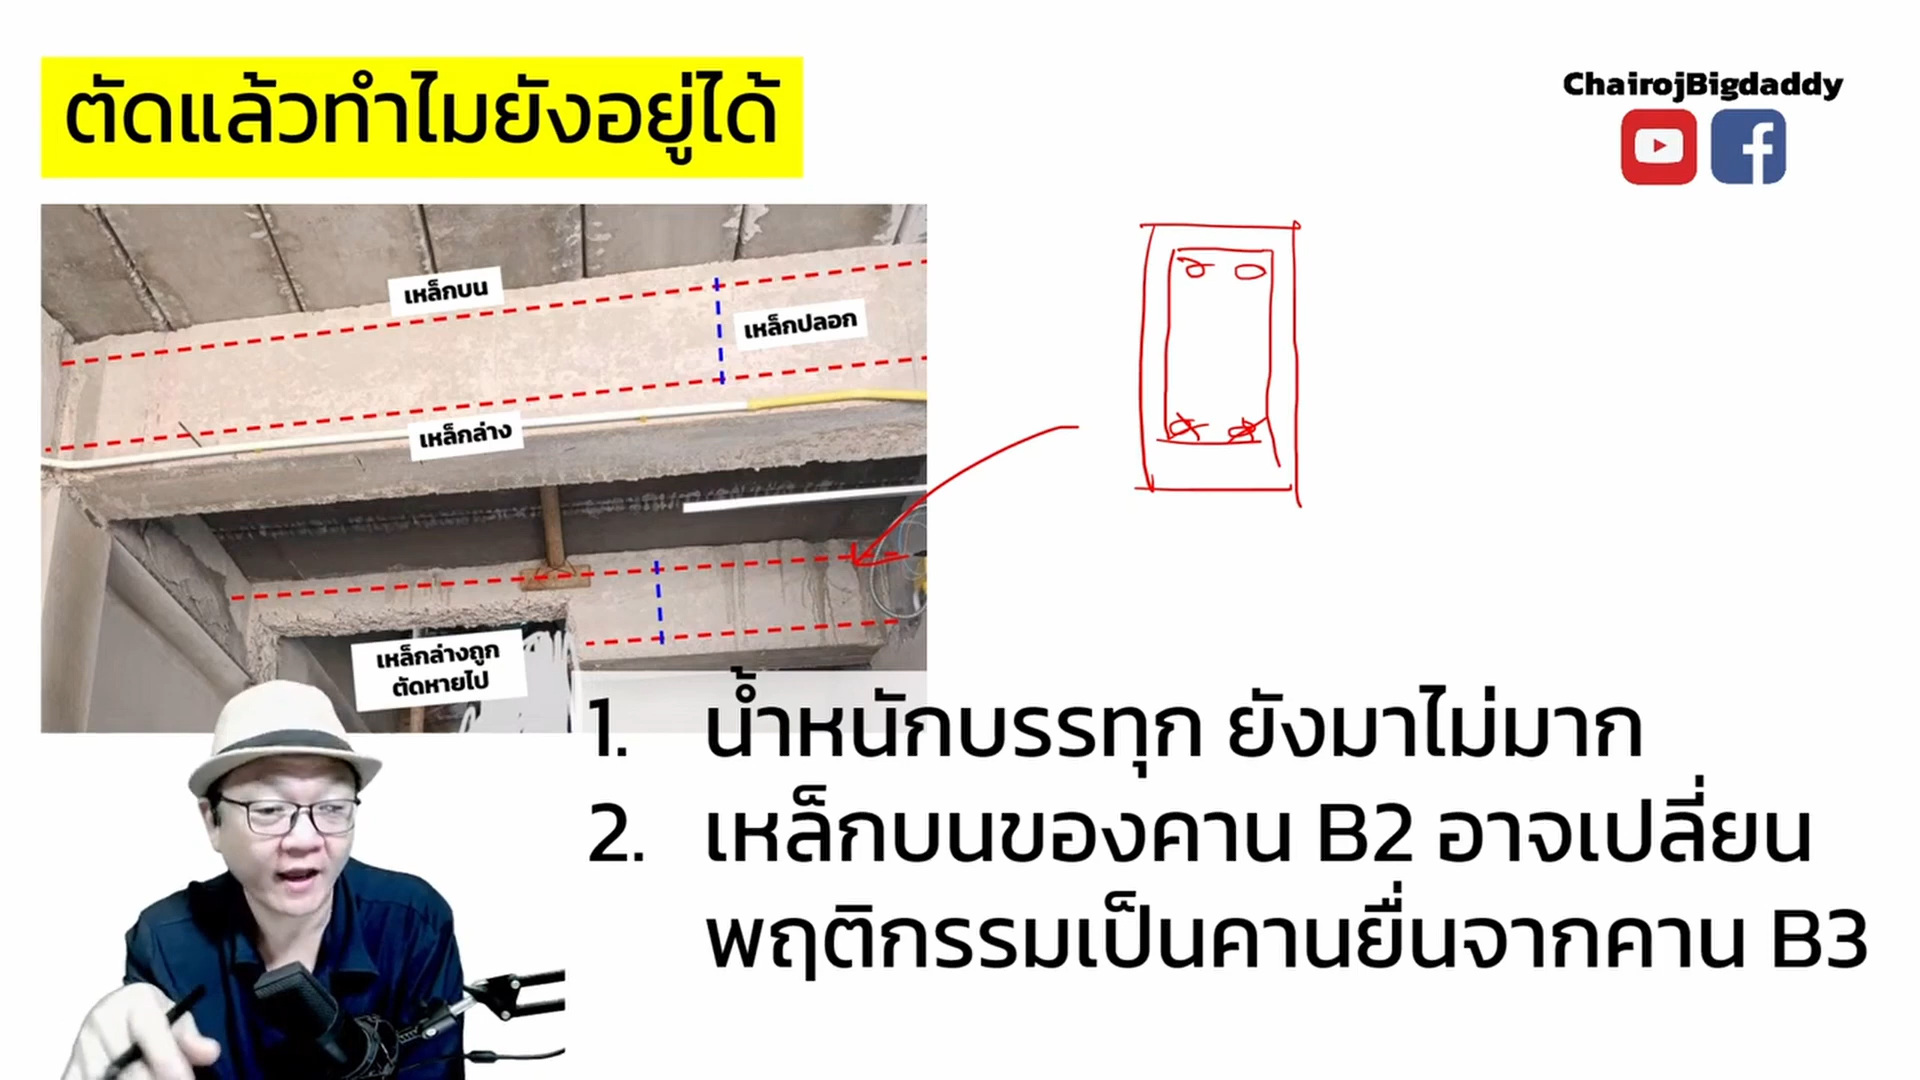 ตัดแล้วทำไมยังอยู่ได้
ChairojBigdaddy
เหล็กบน
เหล็กปลอก
เหล็กล่าง
เหล็กล่างถูก
ตัดหายไป
1. น้ำหนักบรรทุก ยังมาไม่มาก
2. เหล็กบนของคาน B2 อาจเปลี่ยน
พฤติกรรมเป็นคานยื่นจากคาน B3